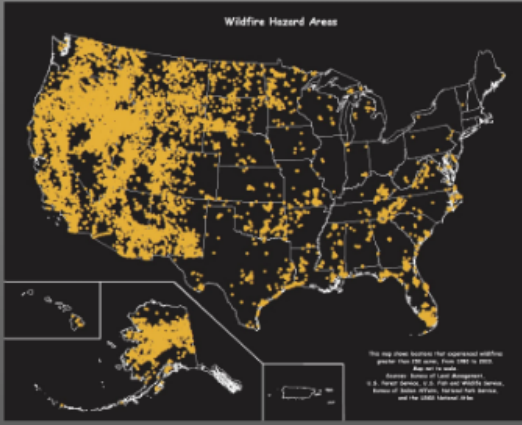 Wildfire Hazard Areas
This map shows locations that experienced wildfires
greater than 250 acres, from 1980 to 2003.
Map not to scale.
Sources: Bureau of Land Management,
U.S. Forest Service, U.S. Fish and Wildlife Service,
Bureau of Indian Affairs, National Park Service,
and the USGS National Atlas